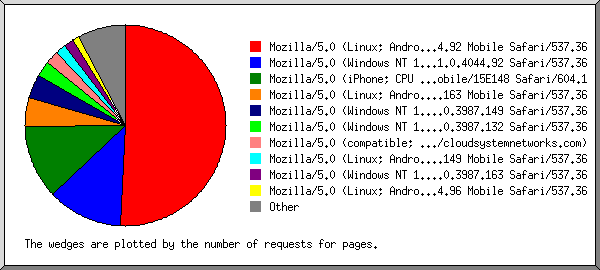 Mozilla/5.0 (Linux; Andro...4.92 Mobile Safari/537.36
Mozilla/5.0 (Windows NT 1...1.0.4044.92 Safari/537.36
Mozilla/5.0 (iPhone; CPU ...obile/15E148 Safari/604.1
Mozilla/5.0 (Linux; Andro....163 Mobile Safari/537.36
Mozilla/5.0 (Windows NT 1....0.3987.149 Safari/537.36
Mozilla/5.0 (Windows NT 1....0.3987.132 Safari/537.36
Mozilla/5.0 (compatible; .../cloudsystemnetworks.com)
Mozilla/5.0 (Linux; Andro....149 Mobile Safari/537.36
Mozilla/5.0 (Windows NT 1....0.3987.163 Safari/537.36
Mozilla/5.0 (Linux; Andro...4.96 Mobile Safari/537.36
Other
The wedges are plotted by the number of requests for pages.